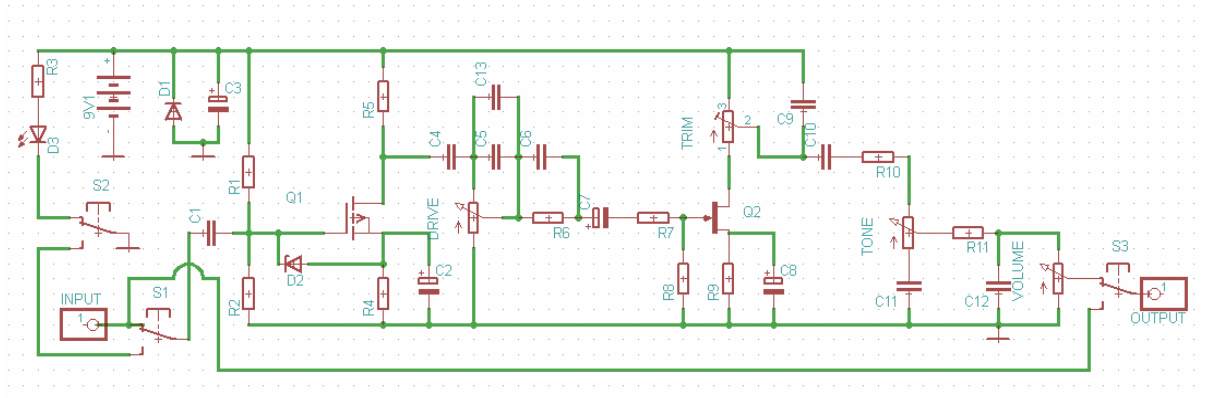 R3
+
9V1
-
D1
C3
+
D3
S2
R1
C1
R2
INPUT
1
S1
Q1
D2
R5
R4
+
C2
C4
C13
C5
C6
DRIVE
R6
C7
+
R7
R8
TRIM
3
2
1
Q2
R9
+
C8
C9
C10
R10
TONE
R11
C11
C12
VOLUME
S3
1
OUTPUT